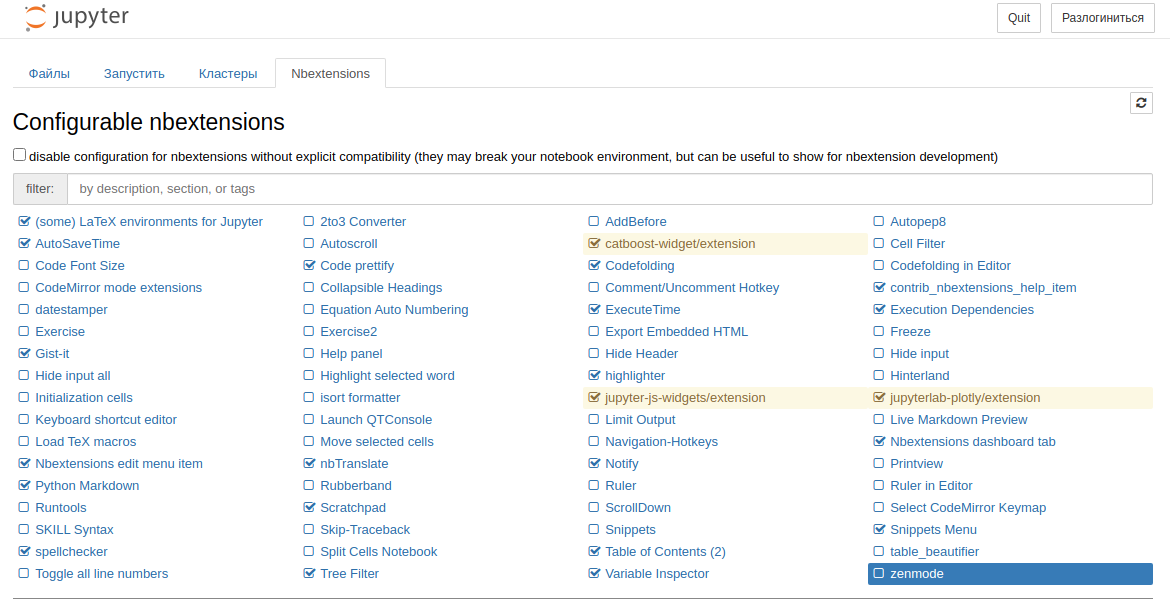 jupyter Quit Разлогиниться
Файлы Запустить Кластеры Nbextensions
Configurable nbextensions
disable configuration for nbextensions without explicit compatibility (they may break your notebook environment, but can be useful to show for nbextension development)
filter: by description, section, or tags
(some) LaTeX environments for Jupyter 2to3 Converter AddBefore Autopep8
AutoSaveTime Autoscroll catboost-widget/extension Cell Filter
Code Font Size Code prettify Codefolding Codefolding in Editor
CodeMirror mode extensions Collapsible Headings Comment/Uncomment Hotkey contrib_nbextensions_help_item
datestamper Equation Auto Numbering ExecuteTime Execution Dependencies
Exercise Exercise2 Export Embedded HTML Freeze
Gist-it Help panel Hide Header Hide input
Hide input all Highlight selected word highlighter Hinterland
Initialization cells isort formatter jupyter-js-widgets/extension jupyterlab-plotly/extension
Keyboard shortcut editor Launch QTConsole Limit Output Live Markdown Preview
Load TeX macros Move selected cells Navigation-Hotkeys Nbextensions dashboard tab
Nbextensions edit menu item nbTranslate Notify Printview
Python Markdown Rubberband Ruler Ruler in Editor
Runtools Scratchpad ScrollDown Select CodeMirror Keymap
SKILL Syntax Skip-Traceback Snippets Snippets Menu
spellchecker Split Cells Notebook Table of Contents (2) table_beautifier
Toggle all line numbers Tree Filter Variable Inspector zenmode